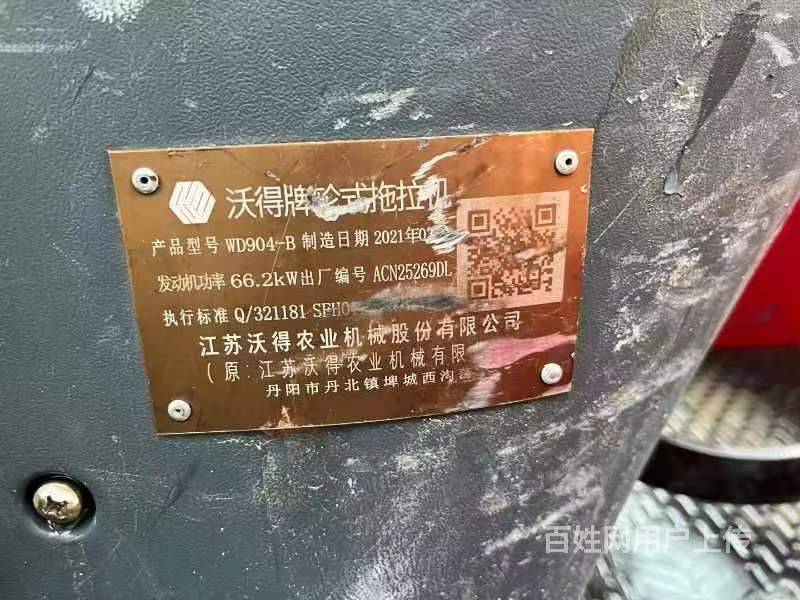 沃得牌轮式拖拉机
产品型号 WD904-B 制造日期 2021年0
发动机功率 66.2kW 出厂编号 ACN25269DL
执行标准 Q/321181 SFH0
江苏沃得农业机械股份有限公司
(原:江苏沃得农业机械有限
丹阳市丹北镇埤城西沟
百姓网用户上传